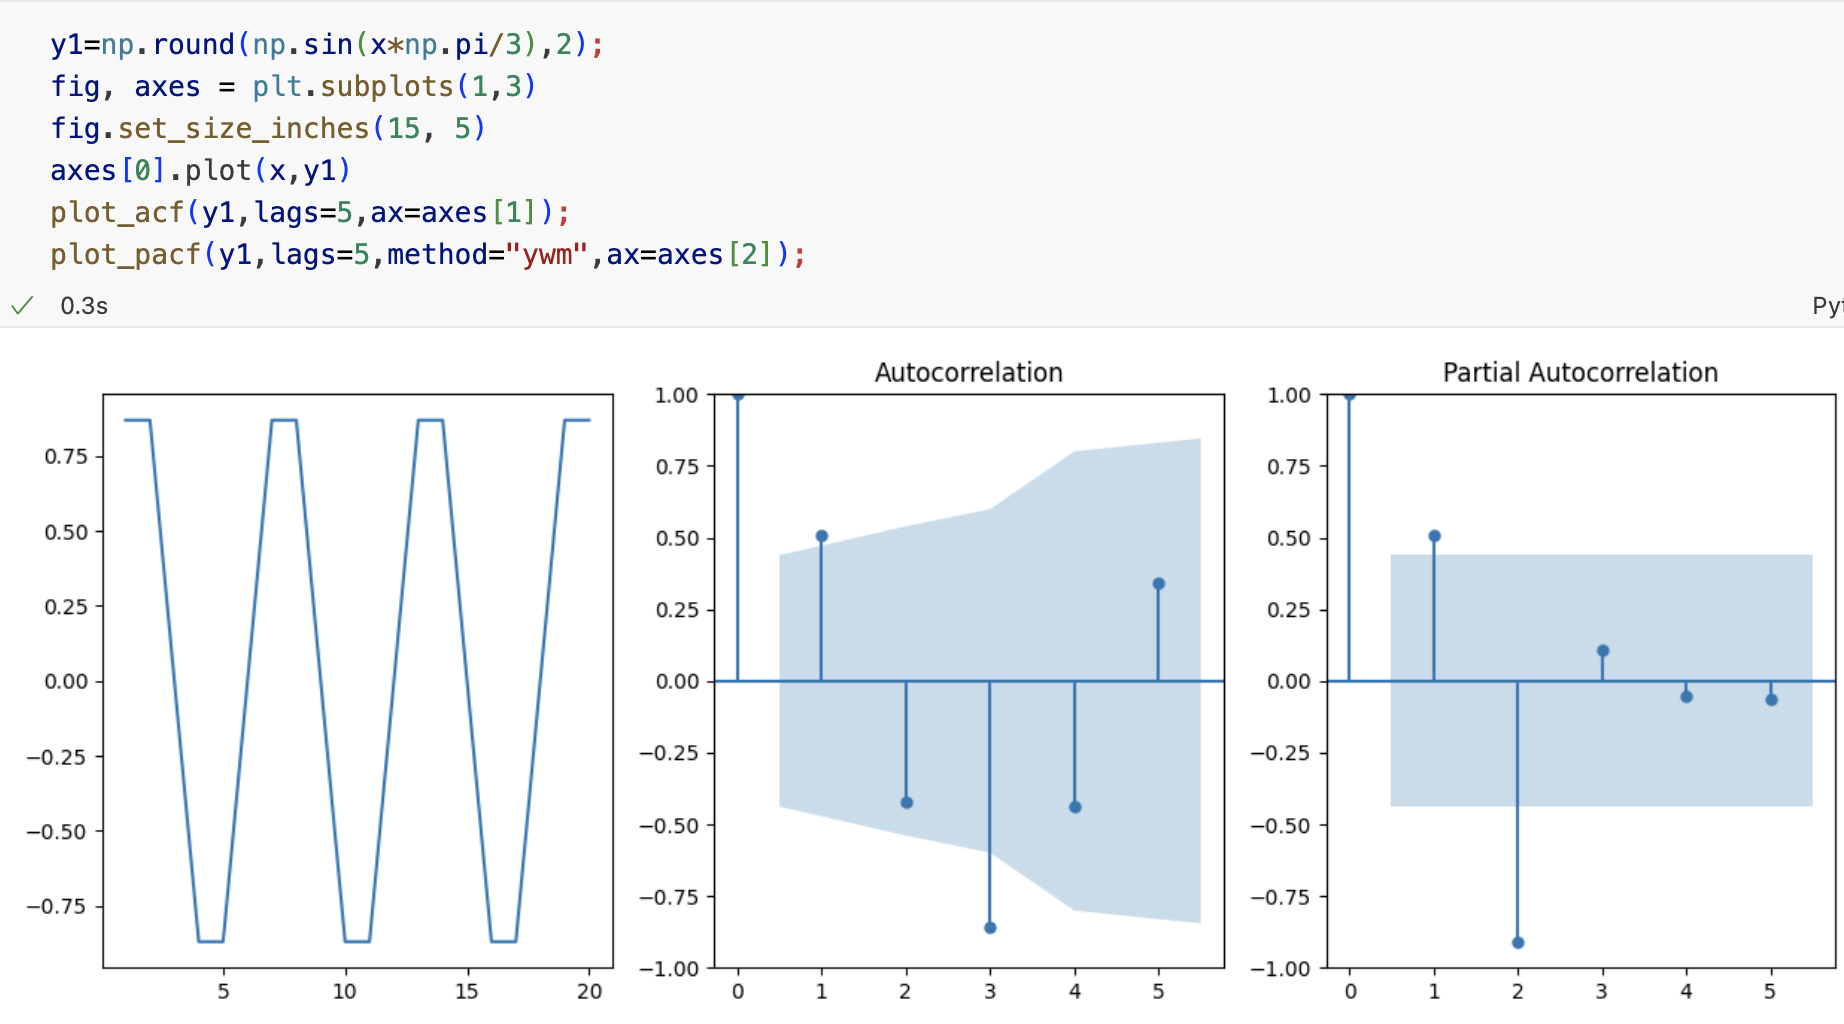 y1=np.round(np.sin(x*np.pi/3),2);
fig, axes = plt.subplots(1,3)
fig.set_size_inches(15, 5)
axes[0].plot(x,y1)
plot_acf(y1,lags=5,ax=axes[1]);
plot_pacf(y1,lags=5,method="ywm",ax=axes[2]);
✓ 0.3s
Pyt
0.75
0.50
0.25
0.00
−0.25
−0.50
−0.75
5 10 15 20
Autocorrelation
1.00
0.75
0.50
0.25
0.00
−0.25
−0.50
−0.75
−1.00
0 1 2 3 4 5
Partial Autocorrelation
1.00
0.75
0.50
0.25
0.00
−0.25
−0.50
−0.75
−1.00
0 1 2 3 4 5